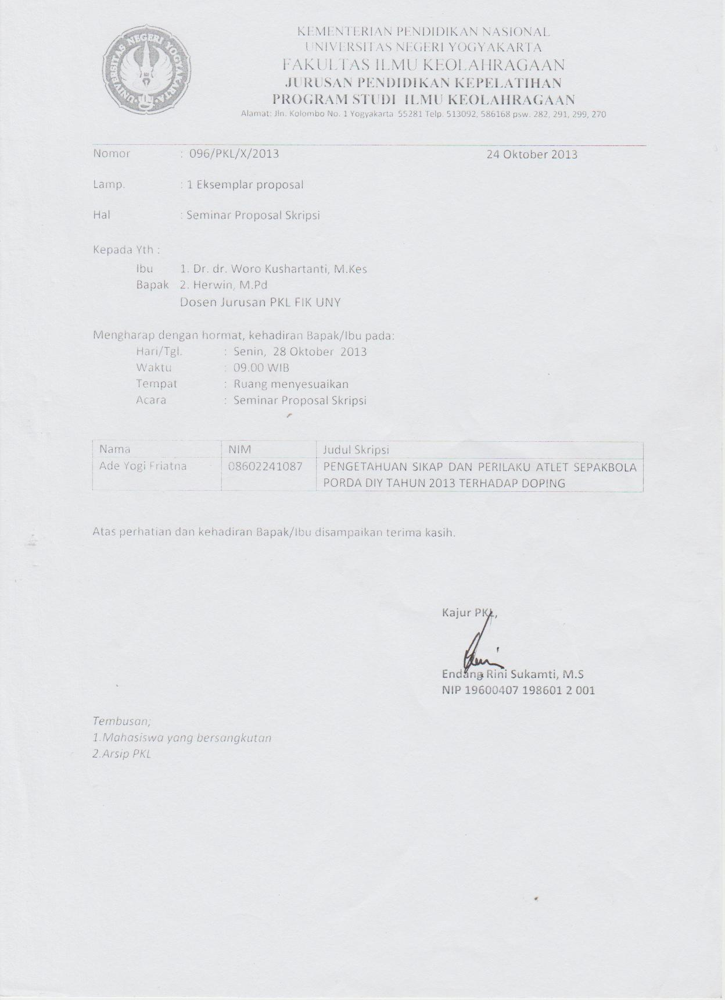 UNIVERSITAS NEGERI YOGYAKARTA
KEMENTERIAN PENDIDIKAN NASIONAL
UNIVERSITAS NEGERI YOGYAKARTA
FAKULTAS ILMU KEOLAHRAGAAN
JURUSAN PENDIDIKAN KEPELATIHAN
PROGRAM STUDI ILMU KEOLAHRAGAAN
Alamat: Jln. Kolombo No. 1 Yogyakarta 55281 Telp. 513092, 586168 psw. 282, 291, 299, 270
Nomor : 096/PKL/X/2013 24 Oktober 2013
Lamp. : 1 Eksemplar proposal
Hal : Seminar Proposal Skripsi
Kepada Yth :
Ibu 1. Dr. dr. Woro Kushartanti, M.Kes
Bapak 2. Herwin, M.Pd
Dosen Jurusan PKL FIK UNY
Mengharap dengan hormat, kehadiran Bapak/Ibu pada:
Hari/Tgl. : Senin, 28 Oktober 2013
Waktu : 09.00 WIB
Tempat : Ruang menyesuaikan
Acara : Seminar Proposal Skripsi
Nama NIM Judul Skripsi
Ade Yogi Friatna 08602241087 PENGETAHUAN SIKAP DAN PERILAKU ATLET SEPAKBOLA
PORDA DIY TAHUN 2013 TERHADAP DOPING
Atas perhatian dan kehadiran Bapak/Ibu disampaikan terima kasih.
Kajur PKL,
Endang Rini Sukamti, M.S
NIP 19600407 198601 2 001
Tembusan;
1.Mahasiswa yang bersangkutan
2.Arsip PKL